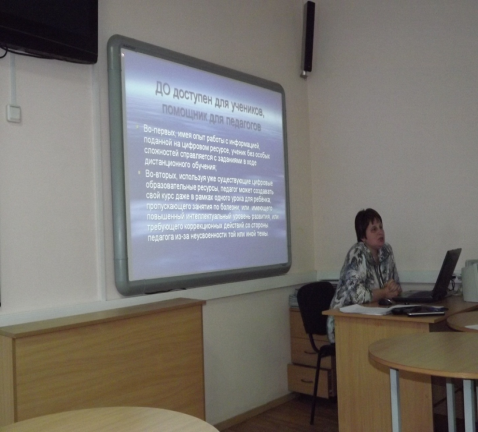 ДО доступен для учеников,
помощник для педагогов
Во-первых, имея опыт работы с информацией,
поданной на цифровом ресурсе, ученик без особых
сложностей справляется с заданиями в ходе
дистанционного обучения;
Во-вторых, используя уже существующие цифровые
образовательные ресурсы, педагог может создавать
свой курс даже в рамках одного урока для ребенка,
пропускающего занятия по болезни, или имеющего
повышенный интеллектуальный уровень развития, или
требующего коррекционных действий со стороны
педагога из-за неусвоенности той или иной темы.